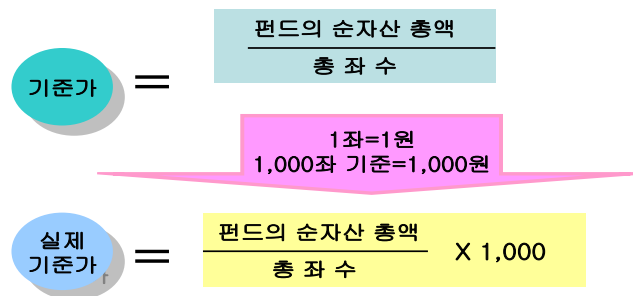 기준가
=
펀드의 순자산 총액
총 좌 수
1좌=1원
1,000좌 기준=1,000원
실제
기준가
=
펀드의 순자산 총액
총 좌 수
X 1,000